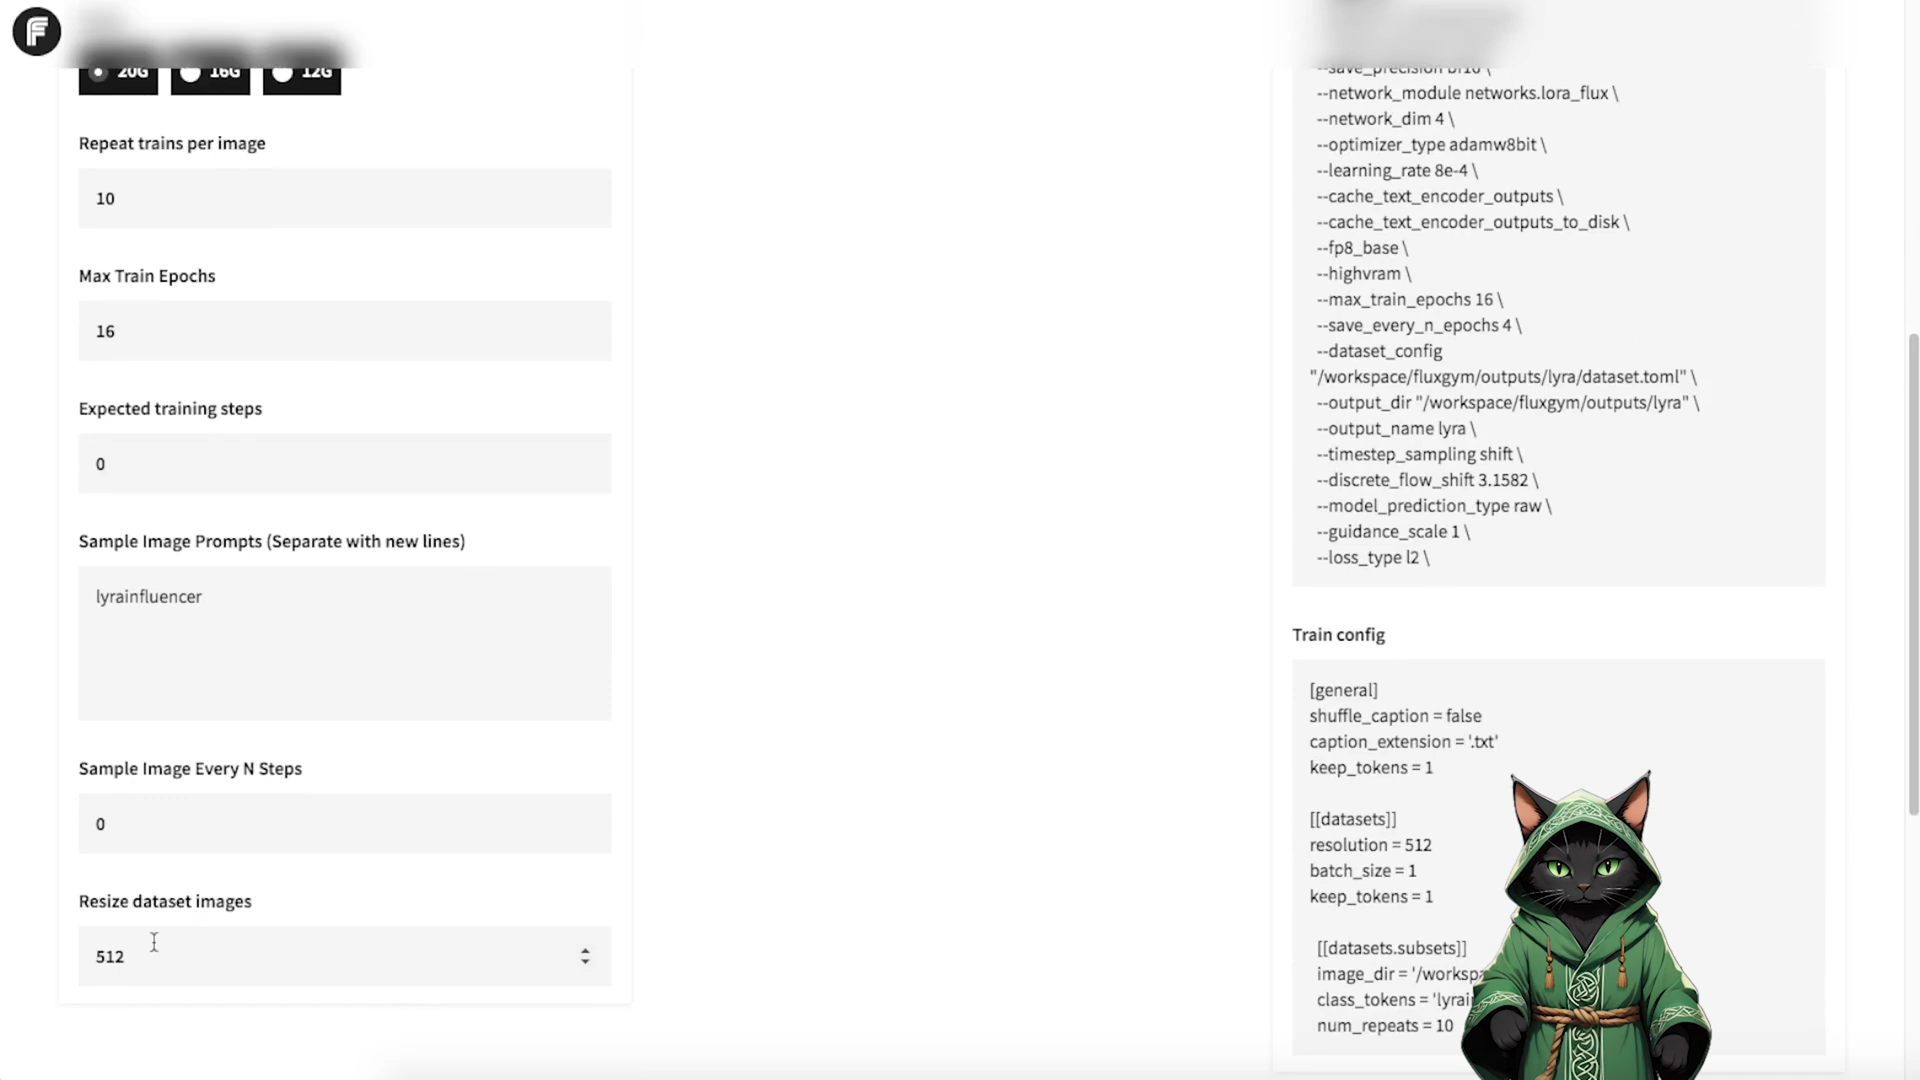 20G 16G 12G
Repeat trains per image
10
Max Train Epochs
16
Expected training steps
0
Sample Image Prompts (Separate with new lines)
lyrainfluencer
Sample Image Every N Steps
0
Resize dataset images
512
--save_precision bf16 \
--network_module networks.lora_flux \
--network_dim 4 \
--optimizer_type adamw8bit \
--learning_rate 8e-4 \
--cache_text_encoder_outputs \
--cache_text_encoder_outputs_to_disk \
--fp8_base \
--highvram \
--max_train_epochs 16 \
--save_every_n_epochs 4 \
--dataset_config
"/workspace/fluxgym/outputs/lyra/dataset.toml" \
--output_dir "/workspace/fluxgym/outputs/lyra" \
--output_name lyra \
--timestep_sampling shift \
--discrete_flow_shift 3.1582 \
--model_prediction_type raw \
--guidance_scale 1 \
--loss_type l2 \
Train config
[general]
shuffle_caption = false
caption_extension = '.txt'
keep_tokens = 1
[[datasets]]
resolution = 512
batch_size = 1
keep_tokens = 1
[[datasets.subsets]]
image_dir = '/worksp
class_tokens = 'lyrai
num_repeats = 10